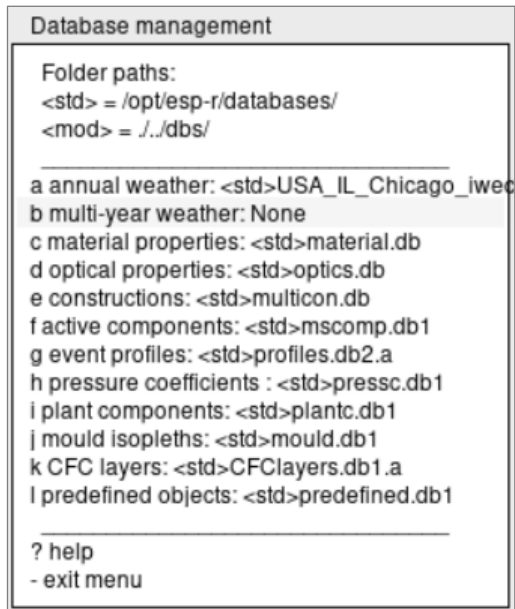 Database management
Folder paths:
<std> = /opt/esp-r/databases/
<mod> = ./../dbs/
a annual weather: <std>USA_IL_Chicago_iwec
b multi-year weather: None
c material properties: <std>material.db
d optical properties: <std>optics.db
e constructions: <std>multicon.db
f active components: <std>mscomp.db1
g event profiles: <std>profiles.db2.a
h pressure coefficients : <std>pressc.db1
i plant components: <std>plantc.db1
j mould isopleths: <std>mould.db1
k CFC layers: <std>CFClayers.db1.a
l predefined objects: <std>predefined.db1
? help
- exit menu